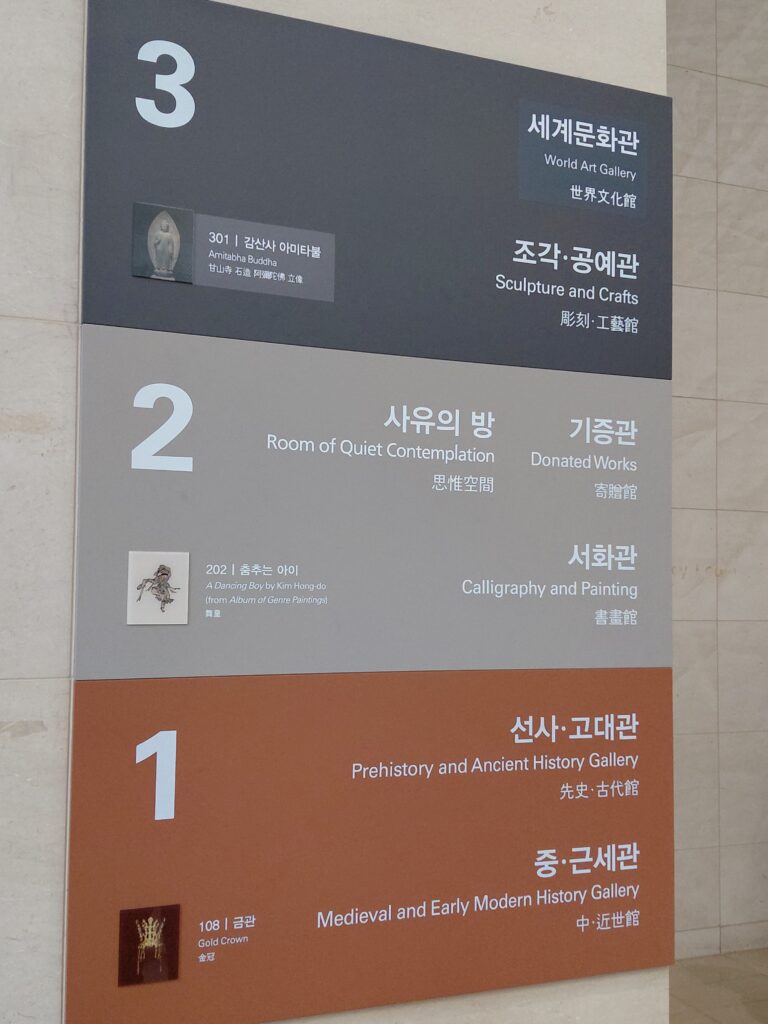 3
세계문화관
World Art Gallery
世界文化館
301 | 감산사 아미타불
Amitabha Buddha
甘山寺 石造 阿彌陀佛 立像
조각·공예관
Sculpture and Crafts
彫刻·工藝館
2
사유의 방
Room of Quiet Contemplation
思惟空間
기증관
Donated Works
寄贈館
202 | 춤추는 아이
A Dancing Boy by Kim Hong-do
(from Album of Genre Paintings)
舞童
서화관
Calligraphy and Painting
書畫館
1
선사·고대관
Prehistory and Ancient History Gallery
先史·古代館
중·근세관
Medieval and Early Modern History Gallery
中·近世館
108 | 금관
Gold Crown
金冠